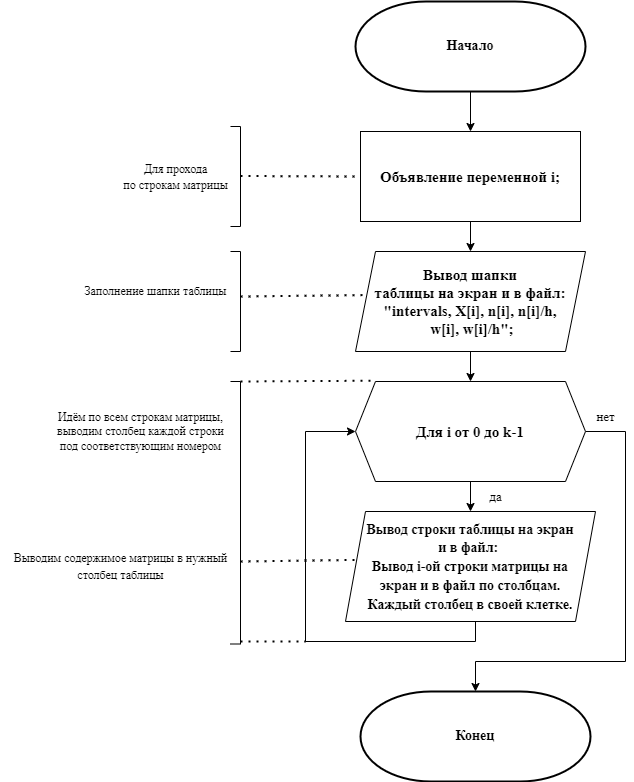 Начало
Для прохода
по строкам матрицы
Объявление переменной i;
Заполнение шапки таблицы
Вывод шапки
таблицы на экран и в файл:
"intervals, X[i], n[i], n[i]/h,
w[i], w[i]/h";
Идём по всем строкам матрицы,
выводим столбец каждой строки
под соответствующим номером
Для i от 0 до k-1
нет
да
Выводим содержимое матрицы в нужный
столбец таблицы
Вывод строки таблицы на экран
и в файл:
Вывод i-ой строки матрицы на
экран и в файл по столбцам.
Каждый столбец в своей клетке.
Конец